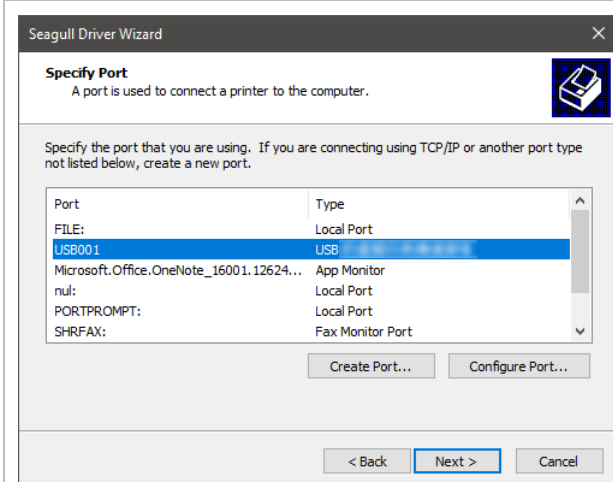 Seagull Driver Wizard
Specify Port
A port is used to connect a printer to the computer.
Specify the port that you are using. If you are connecting using TCP/IP or another port type
not listed below, create a new port.
Port Type
FILE: Local Port
USB001 USB
Microsoft.Office.OneNote_16001.12624... App Monitor
nul: Local Port
PORTPROMPT: Local Port
SHRFAX: Fax Monitor Port
Create Port... Configure Port...
< Back Next > Cancel